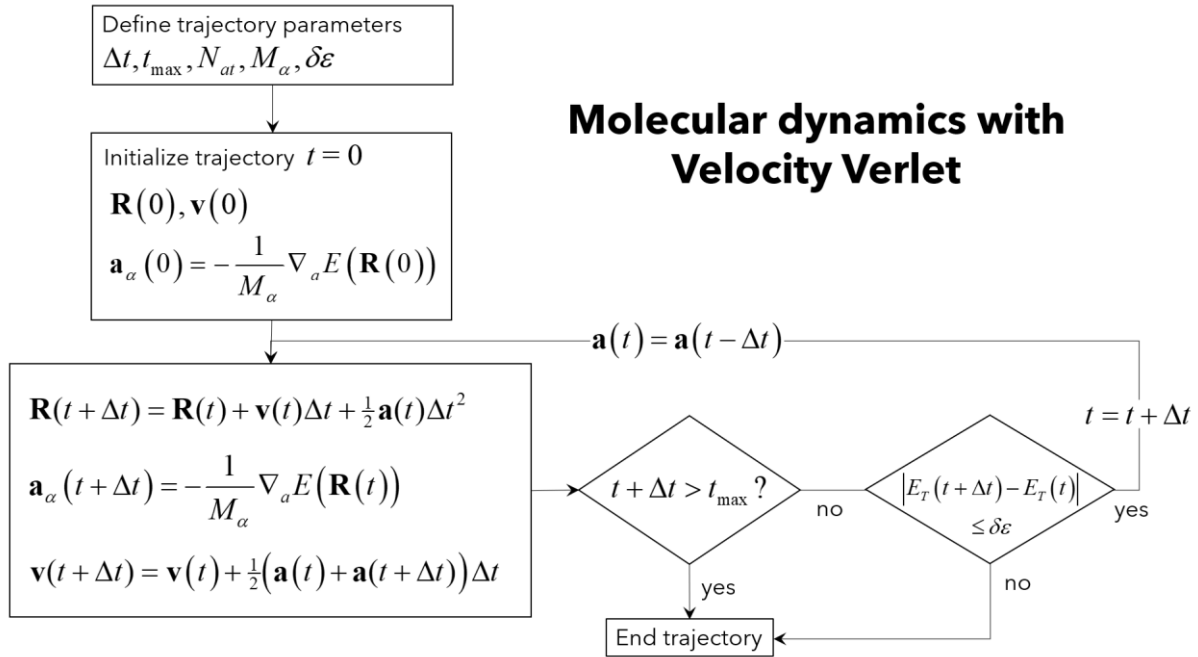 Define trajectory parameters
Δt, t_max, N_at, M_α, δε
Molecular dynamics with
Velocity Verlet
Initialize trajectory t = 0
R(0), v(0)
a_α(0) = −(1/M_α) ∇_a E(R(0))
a(t) = a(t − Δt)
t = t + Δt
R(t + Δt) = R(t) + v(t)Δt + ½a(t)Δt²
a_α(t + Δt) = −(1/M_α) ∇_a E(R(t))
v(t + Δt) = v(t) + ½(a(t) + a(t + Δt))Δt
t + Δt > t_max ?
no
|E_T(t + Δt) − E_T(t)|
≤ δε
yes
yes
no
End trajectory